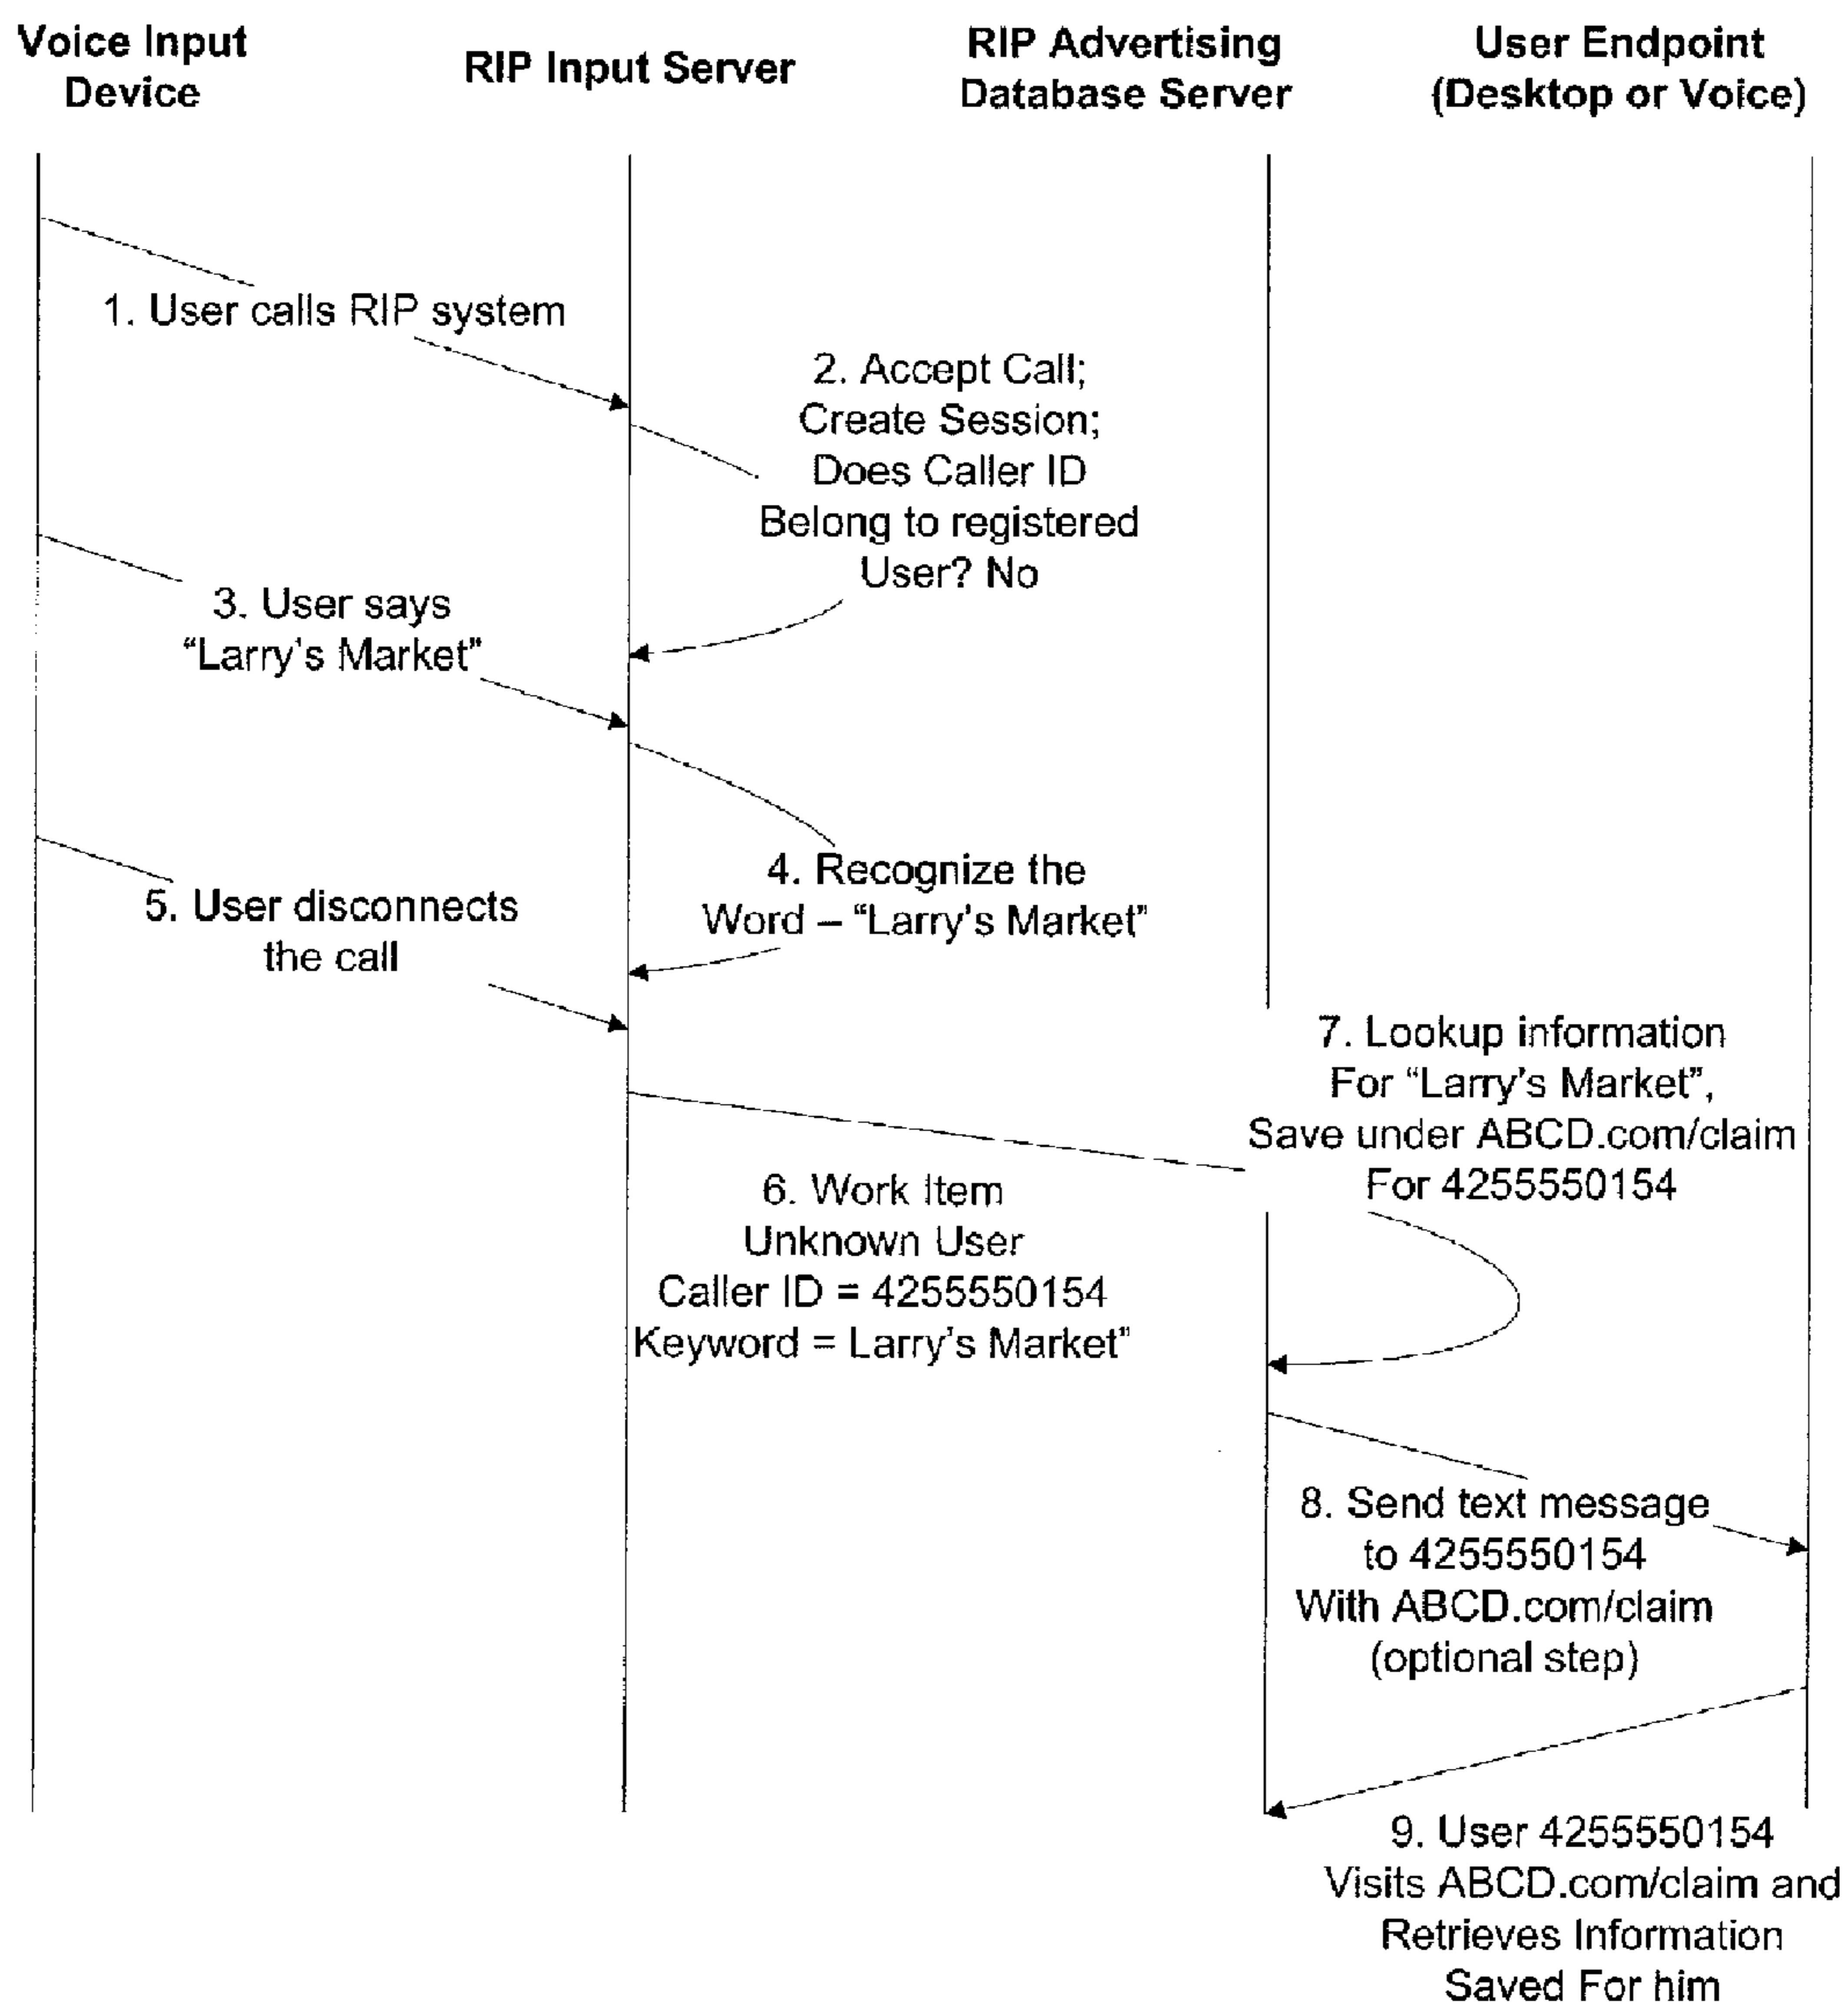 Voice Input
Device
RIP Input Server
RIP Advertising
Database Server
User Endpoint
(Desktop or Voice)
1. User calls RIP system
2. Accept Call;
Create Session;
Does Caller ID
Belong to registered
User? No
3. User says
“Larry’s Market”
4. Recognize the
Word – “Larry’s Market”
5. User disconnects
the call
6. Work Item
Unknown User
Caller ID = 4255550154
Keyword = Larry’s Market”
7. Lookup information
For “Larry’s Market”,
Save under ABCD.com/claim
For 4255550154
8. Send text message
to 4255550154
With ABCD.com/claim
(optional step)
9. User 4255550154
Visits ABCD.com/claim and
Retrieves Information
Saved For him